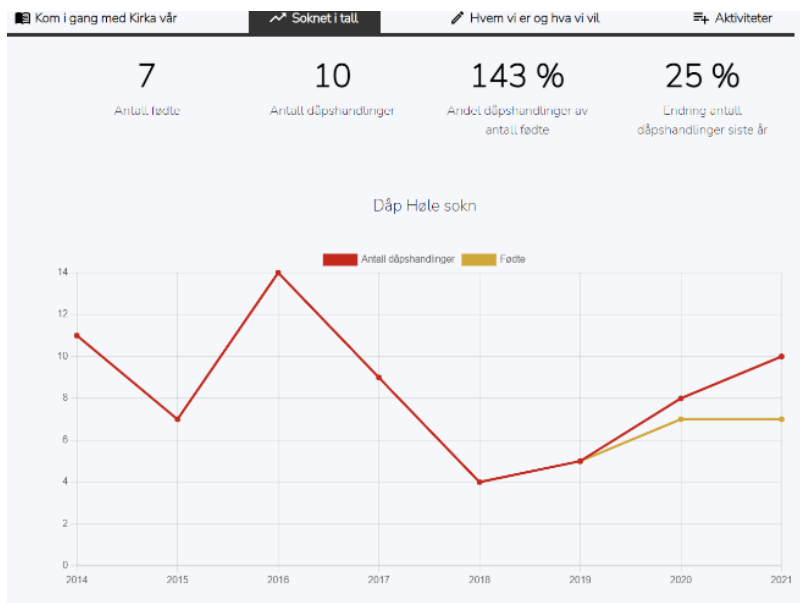 Kom i gang med Kirka vår
Soknet i tall
Hvem vi er og hva vi vil
Aktiviteter
7
Antall fødte
10
Antall dåpshandlinger
143 %
Andel dåpshandlinger av
antall fødte
25 %
Endring antall
dåpshandlinger siste år
Dåp Høle sokn
Antall dåpshandlinger
Fødte
14
12
10
8
6
4
2
0
2014
2015
2016
2017
2018
2019
2020
2021